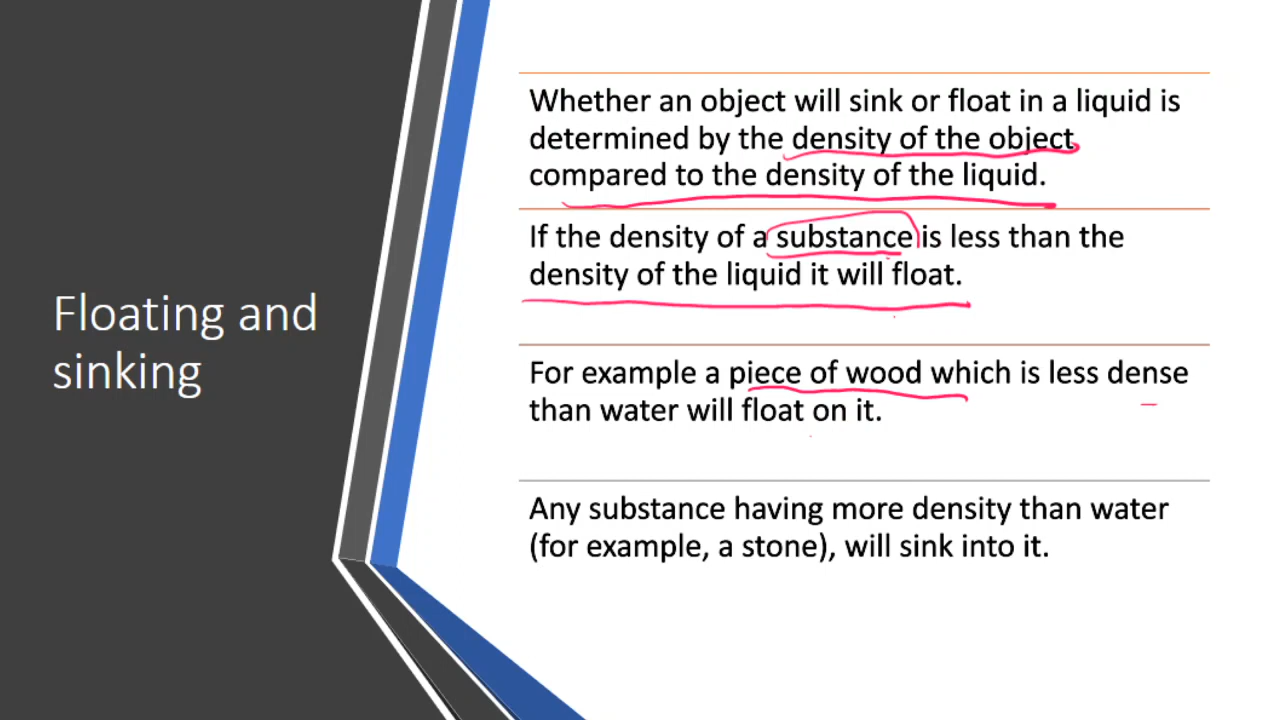 Floating and
sinking
Whether an object will sink or float in a liquid is
determined by the density of the object
compared to the density of the liquid.
If the density of a substance is less than the
density of the liquid it will float.
For example a piece of wood which is less dense
than water will float on it.
Any substance having more density than water
(for example, a stone), will sink into it.